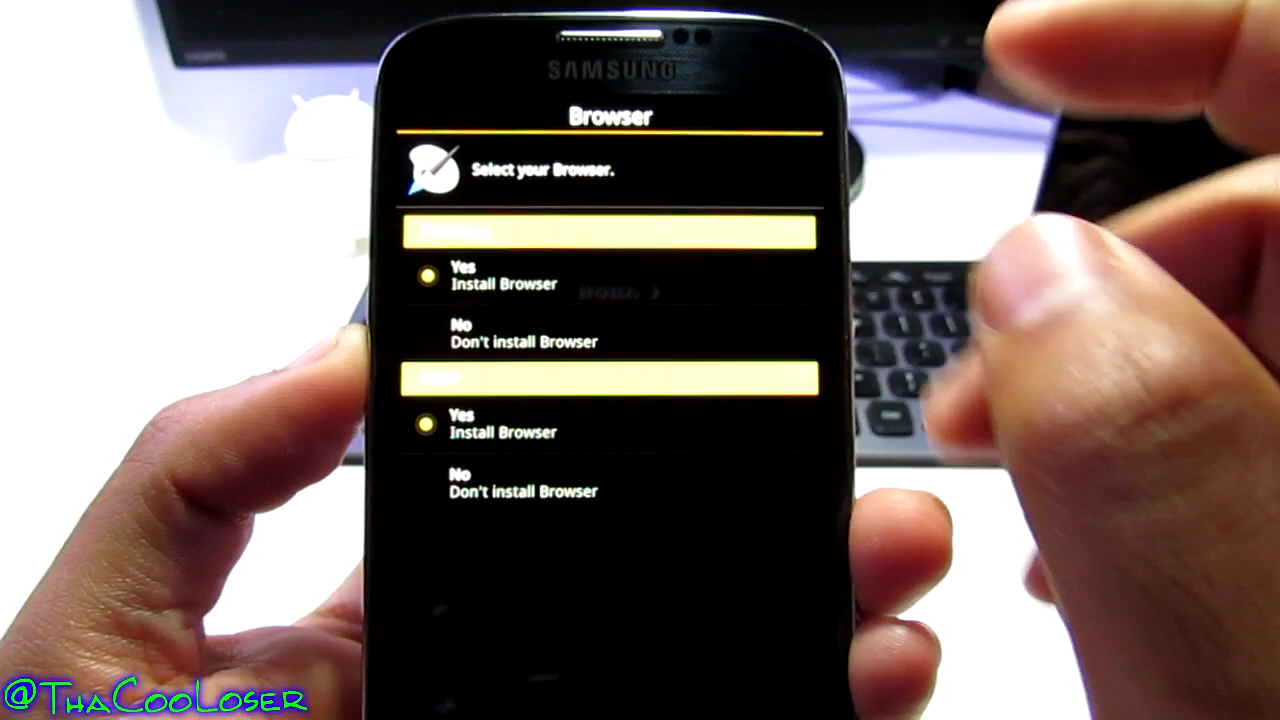 SAMSUNG
Browser
Select your Browser.
Yes
Install Browser
No
Don't install Browser
Yes
Install Browser
No
Don't install Browser
@ThaCooLoser